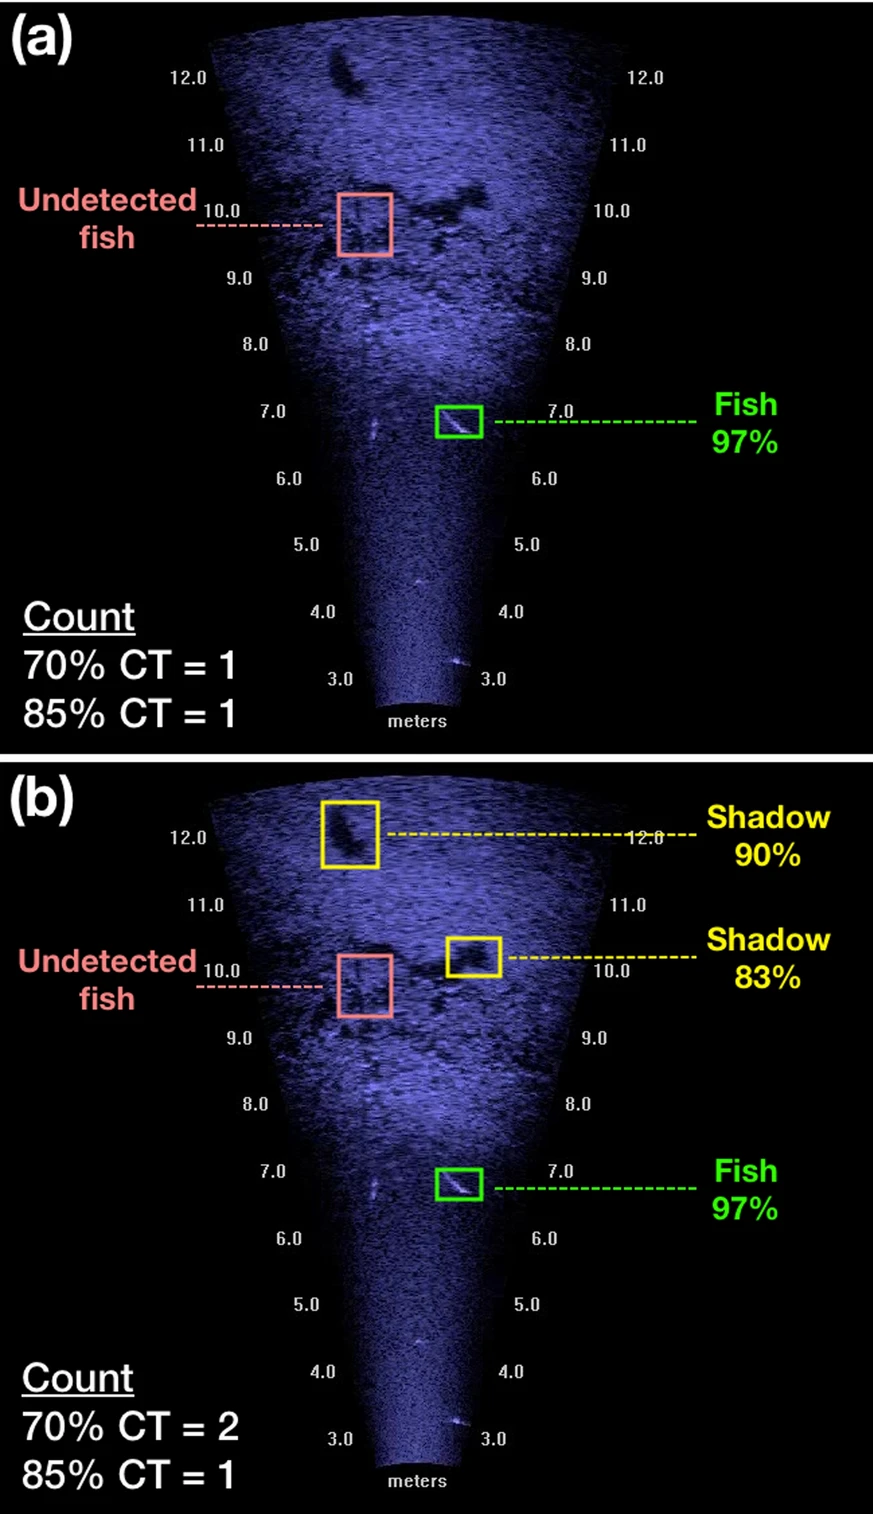 (a)
12.0 12.0
11.0 11.0
Undetected
fish
10.0 10.0
9.0 9.0
8.0 8.0
7.0 7.0
Fish
97%
6.0 6.0
5.0 5.0
4.0 4.0
3.0 3.0
meters
Count
70% CT = 1
85% CT = 1
(b)
12.0 12.0
Shadow
90%
11.0 11.0
Shadow
83%
Undetected
fish
10.0 10.0
9.0 9.0
8.0 8.0
7.0 7.0
Fish
97%
6.0 6.0
5.0 5.0
4.0 4.0
3.0 3.0
meters
Count
70% CT = 2
85% CT = 1